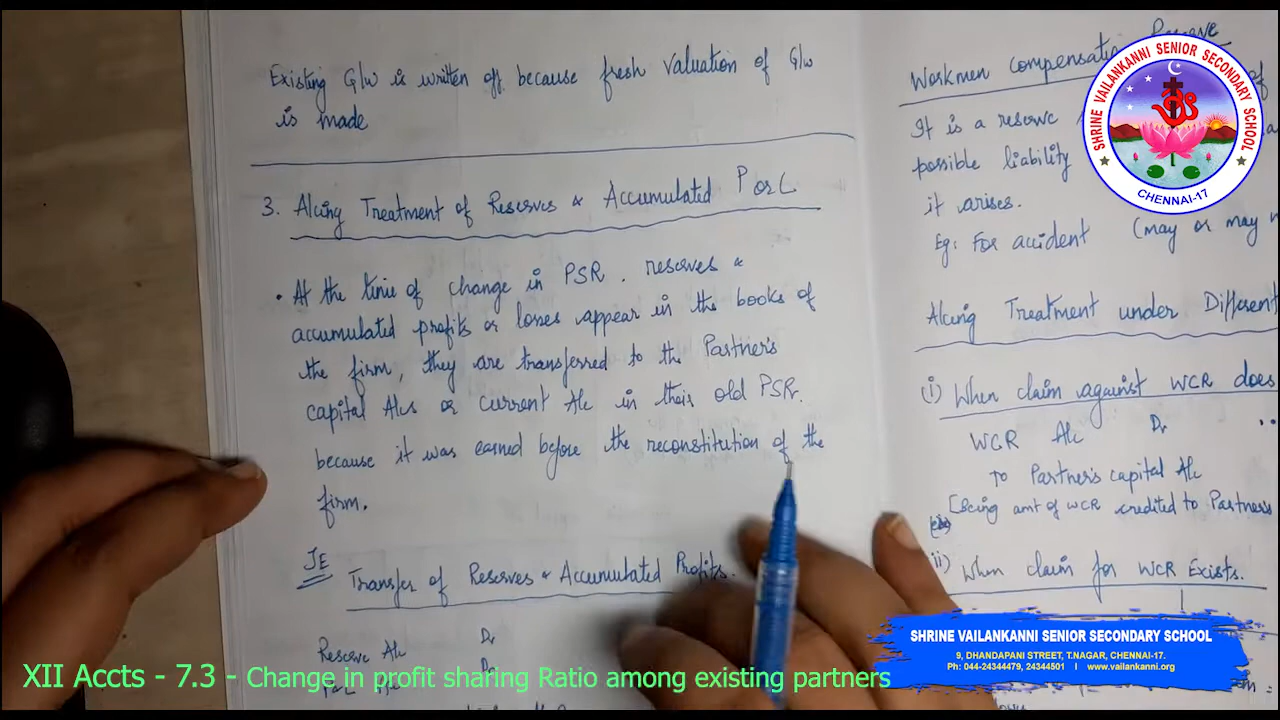 Existing G/w is written off because fresh valuation of G/w
is made
3. A/cing Treatment of Reserves & Accumulated P or L
• At the time of change in PSR. reserves &
accumulated profits or losses appear in the books of
the firm, they are transferred to the Partner's
capital A/cs or current A/c in their old PSR.
because it was earned before the reconstitution of the
firm.
JE
Transfer of Reserves & Accumulated Profits.
Reserve A/c Dr
Dr
Workmen compensation Reserve
It is a reserve
of
possible liability
it arises.
Eg: For accident (may or may
A/cing Treatment under Different
(i) When claim against WCR does
WCR A/c Dr
To Partner's capital A/c
[Being amt of WCR credited to Partner's
ii) When claim for WCR Exists.
SHRINE VAILANKANNI SENIOR SECONDARY SCHOOL
CHENNAI-17
SHRINE VAILANKANNI SENIOR SECONDARY SCHOOL
9, DHANDAPANI STREET, T.NAGAR, CHENNAI-17.
Ph: 044-24344479, 24344501 I www.vailankanni.org
XII Accts - 7.3 - Change in profit sharing Ratio among existing partners